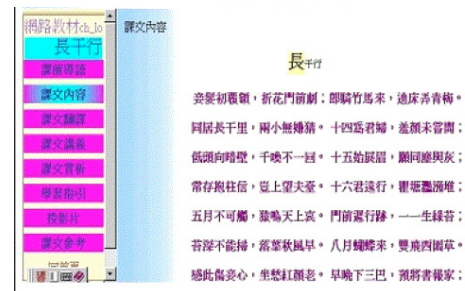 網路教材ch_lo
長干行
課前導讀
課文內容
課文翻譯
課文講義
課文賞析
學習指引
投影片
課文參考
課文內容
長干行
妾髮初覆額，折花門前劇；郎騎竹馬來，遶床弄青梅。
同居長干里，兩小無嫌猜。 十四為君婦，羞顏未嘗開；
低頭向暗壁，千喚不一回。 十五始展眉，願同塵與灰；
常存抱柱信，豈上望夫臺。 十六君遠行，瞿塘灩澦堆；
五月不可觸，猿鳴天上哀。 門前遲行跡，一一生綠苔；
苔深不能掃，落葉秋風早。 八月蝴蝶來，雙飛西園草。
感此傷妾心，坐愁紅顏老。 早晚下三巴，預將書報家；